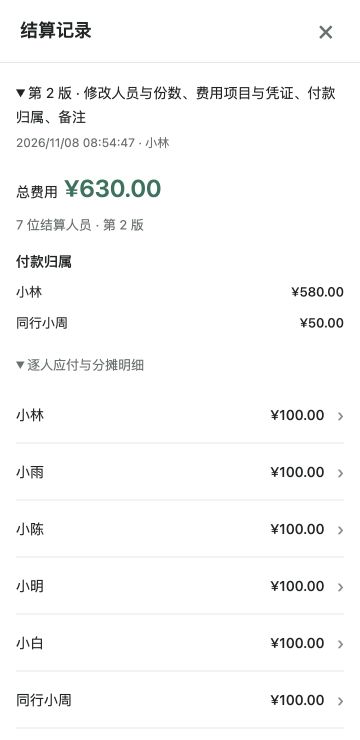 结算记录
▼第 2 版 · 修改人员与份数、费用项目与凭证、付款
归属、备注
2026/11/08 08:54:47 · 小林
总费用 ¥630.00
7 位结算人员 · 第 2 版
付款归属
小林 ¥580.00
同行小周 ¥50.00
▼逐人应付与分摊明细
小林 ¥100.00
小雨 ¥100.00
小陈 ¥100.00
小明 ¥100.00
小白 ¥100.00
同行小周 ¥100.00